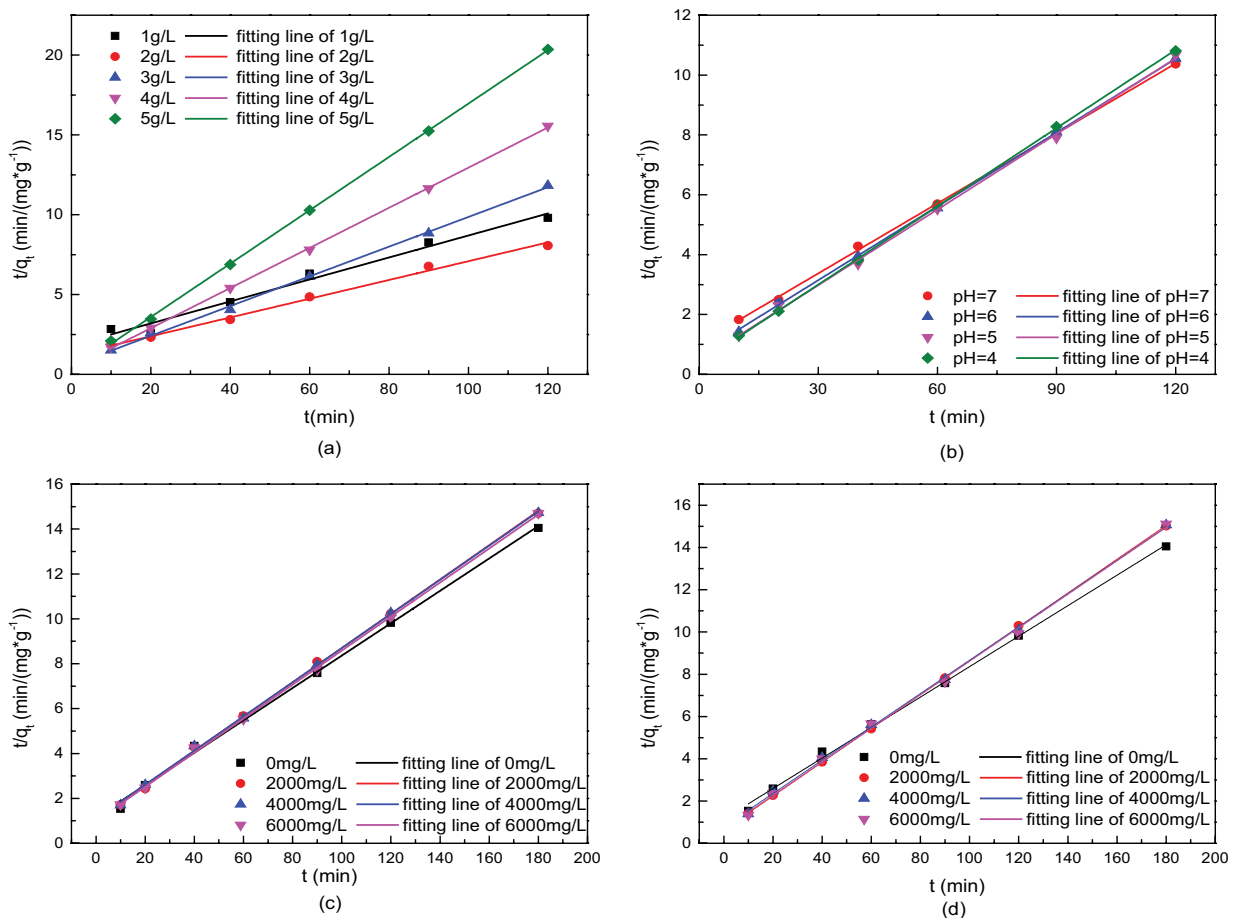 1g/L fitting line of 1g/L
2g/L fitting line of 2g/L
3g/L fitting line of 3g/L
4g/L fitting line of 4g/L
5g/L fitting line of 5g/L
20
15
10
5
0
t/qt (min/(mg*g-1))
0 20 40 60 80 100 120
t(min)
(a)
12
10
8
6
4
2
0
t/qt (min/(mg*g-1))
pH=7 fitting line of pH=7
pH=6 fitting line of pH=6
pH=5 fitting line of pH=5
pH=4 fitting line of pH=4
0 30 60 90 120
t (min)
(b)
16
14
12
10
8
6
4
2
0
t/qt (min/(mg*g-1))
0mg/L fitting line of 0mg/L
2000mg/L fitting line of 2000mg/L
4000mg/L fitting line of 4000mg/L
6000mg/L fitting line of 6000mg/L
0 20 40 60 80 100 120 140 160 180 200
t (min)
(c)
16
14
12
10
8
6
4
2
0
t/qt (min/(mg*g-1))
0mg/L fitting line of 0mg/L
2000mg/L fitting line of 2000mg/L
4000mg/L fitting line of 4000mg/L
6000mg/L fitting line of 6000mg/L
0 20 40 60 80 100 120 140 160 180 200
t (min)
(d)